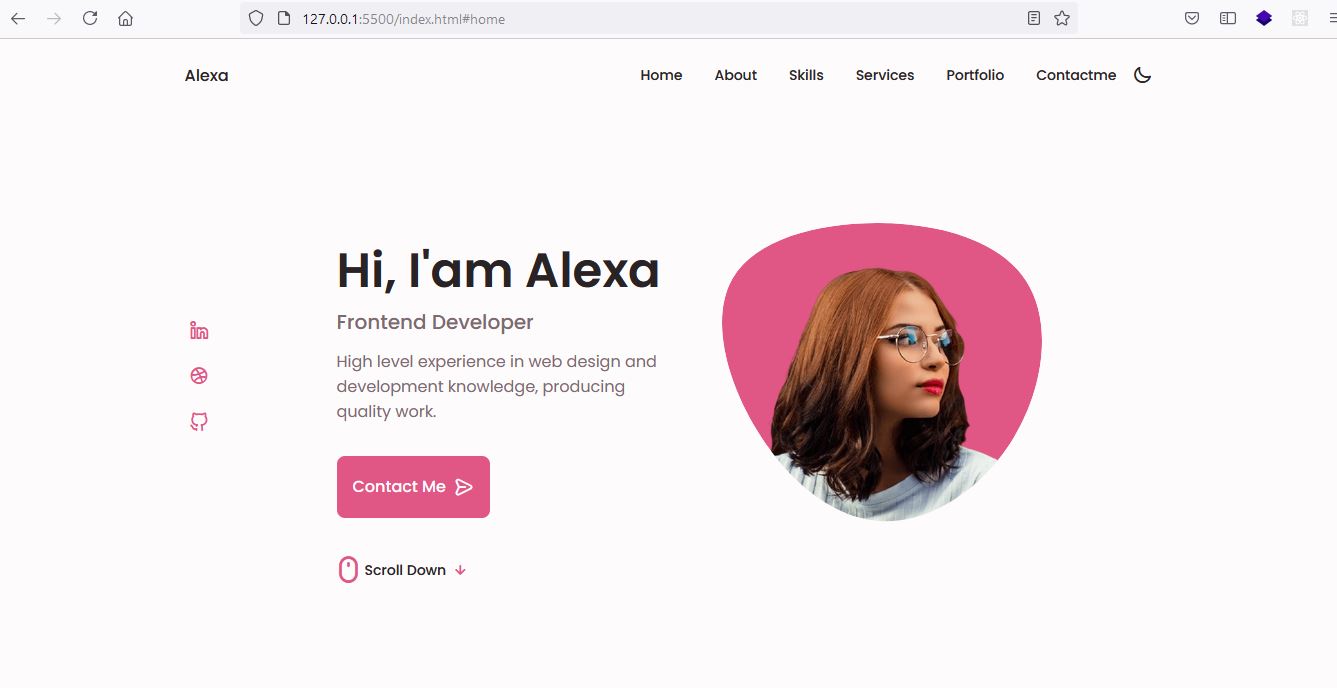 127.0.0.1:5500/index.html#home
Alexa
Home About Skills Services Portfolio Contactme
Hi, I'am Alexa
Frontend Developer
High level experience in web design and
development knowledge, producing
quality work.
Contact Me
Scroll Down